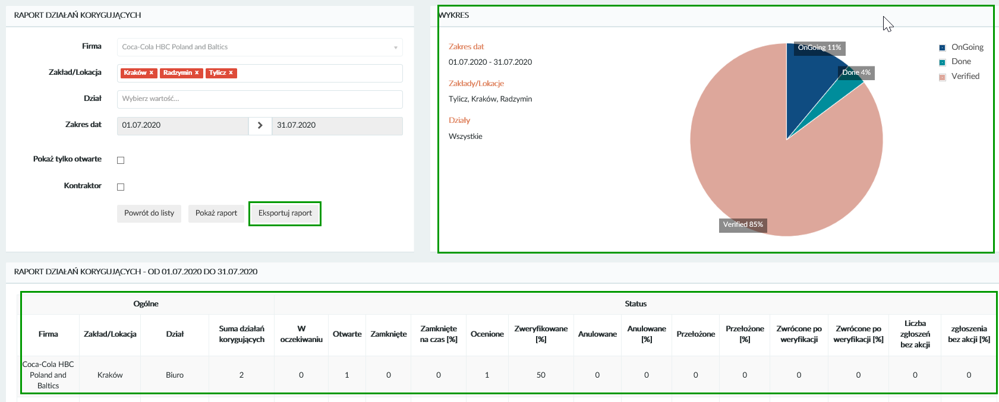 RAPORT DZIAŁAŃ KORYGUJĄCYCH
Firma
Coca-Cola HBC Poland and Baltics
Zakład/Lokacja
Kraków x Radzymin x Tylicz x
Dział
Wybierz wartość...
Zakres dat
01.07.2020
31.07.2020
Pokaż tylko otwarte
Kontraktor
Powrót do listy
Pokaż raport
Eksportuj raport
WYKRES
Zakres dat
01.07.2020 - 31.07.2020
Zakłady/Lokacje
Tylicz, Kraków, Radzymin
Działy
Wszystkie
OnGoing 11%
Done 4%
Verified 85%
OnGoing
Done
Verified
RAPORT DZIAŁAŃ KORYGUJĄCYCH - OD 01.07.2020 DO 31.07.2020
Ogólne
Status
Firma
Zakład/Lokacja
Dział
Suma działań
korygujących
W
oczekiwaniu
Otwarte
Zamknięte
Zamknięte
na czas [%]
Ocenione
Zweryfikowane
[%]
Anulowane
Anulowane
[%]
Przełożone
Przełożone
[%]
Zwrócone po
weryfikacji
Zwrócone po
weryfikacji [%]
Liczba
zgłoszeń
bez akcji
zgłoszenia
bez akcji [%]
Coca-Cola HBC
Poland and
Baltics
Kraków
Biuro
2
0
1
0
0
1
50
0
0
0
0
0
0
0
0